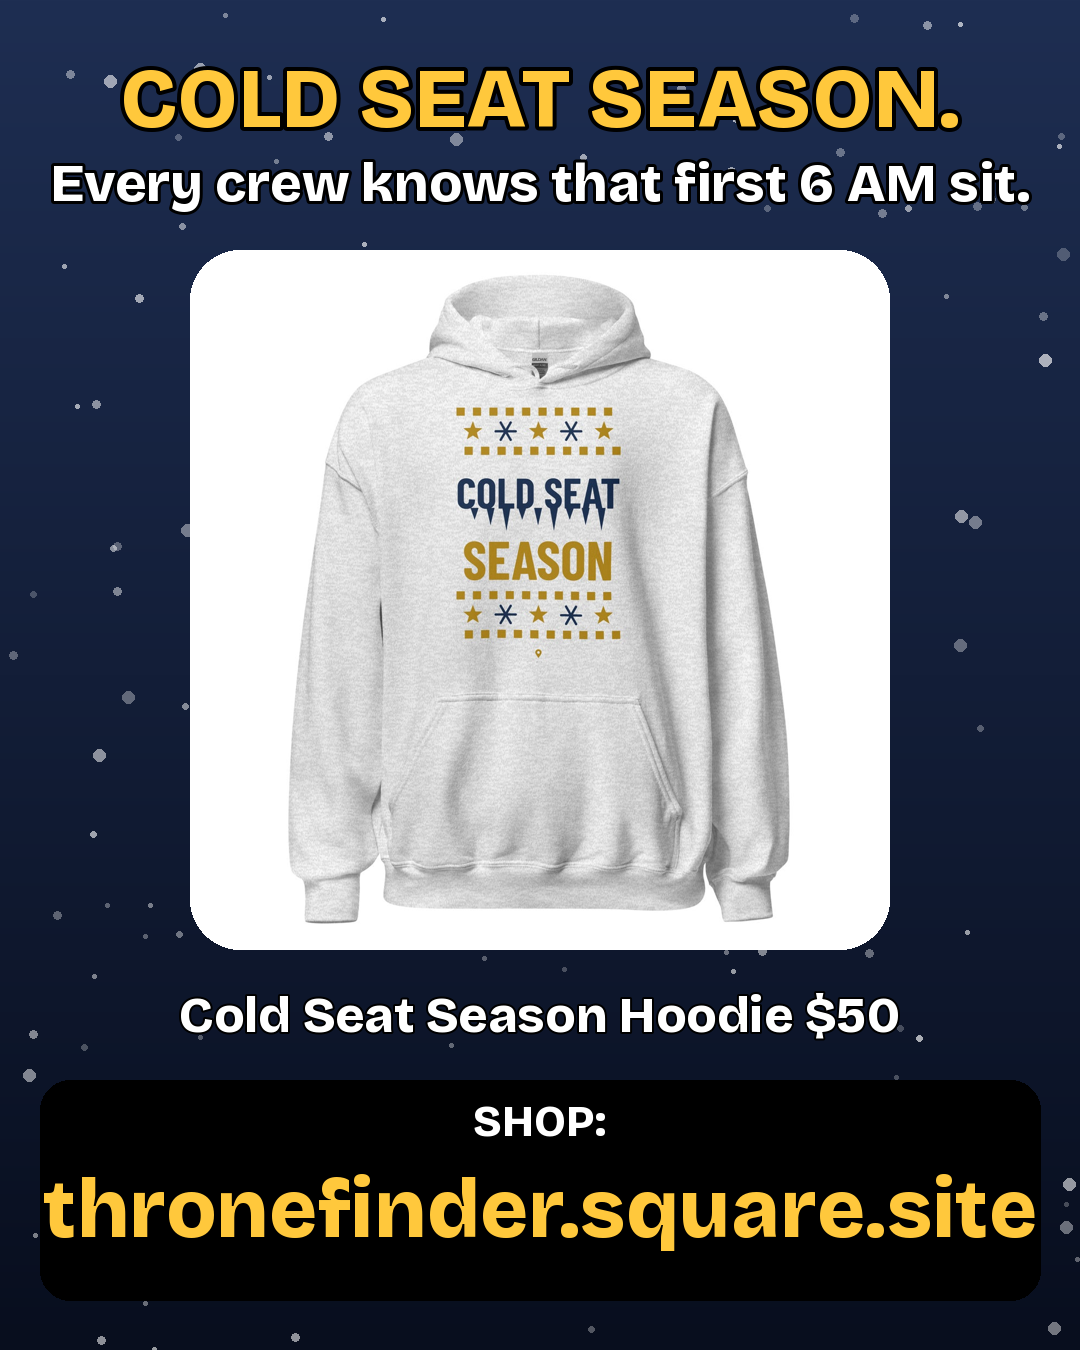 COLD SEAT SEASON.
Every crew knows that first 6 AM sit.
COLD SEAT
SEASON
Cold Seat Season Hoodie $50
SHOP:
thronefinder.square.site